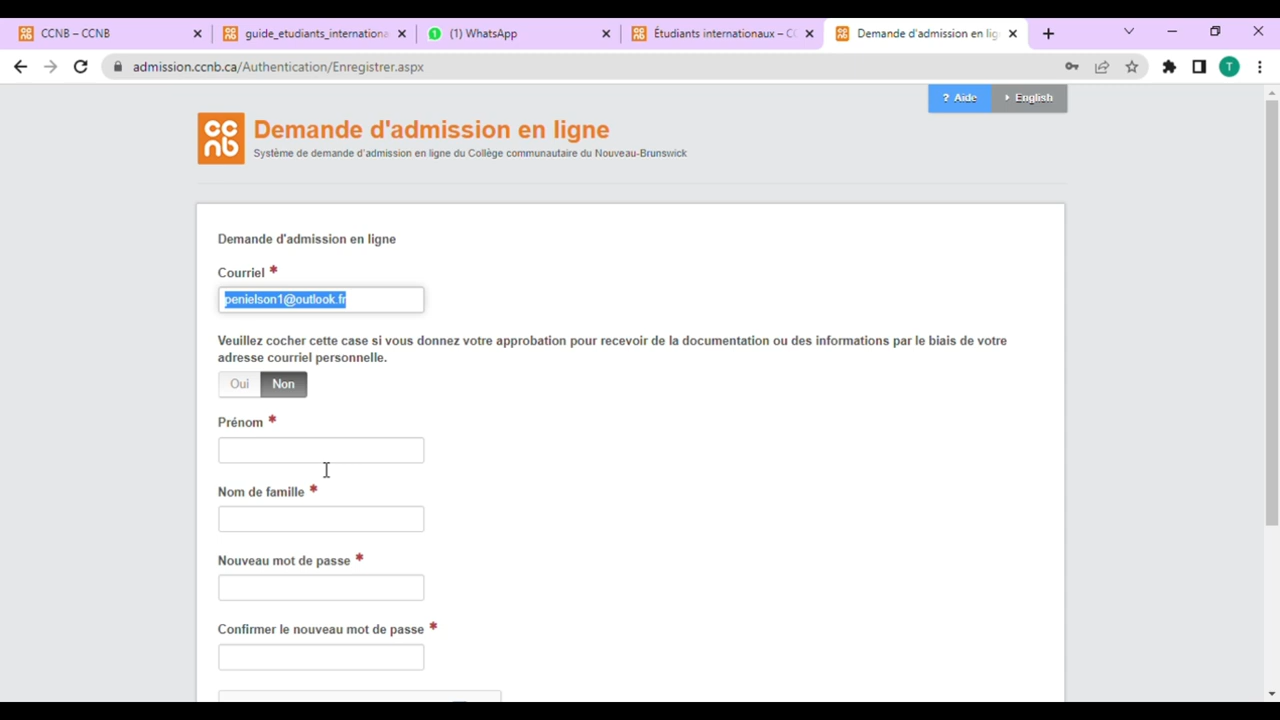 CCNB – CCNB
guide_etudiants_internationa
(1) WhatsApp
Étudiants internationaux – CC
Demande d'admission en lig
admission.ccnb.ca/Authentication/Enregistrer.aspx
T
? Aide
English
cc
nb
Demande d'admission en ligne
Système de demande d'admission en ligne du Collège communautaire du Nouveau-Brunswick
Demande d'admission en ligne
Courriel *
penielson1@outlook.fr
Veuillez cocher cette case si vous donnez votre approbation pour recevoir de la documentation ou des informations par le biais de votre
adresse courriel personnelle.
Oui Non
Prénom *
Nom de famille *
Nouveau mot de passe *
Confirmer le nouveau mot de passe *